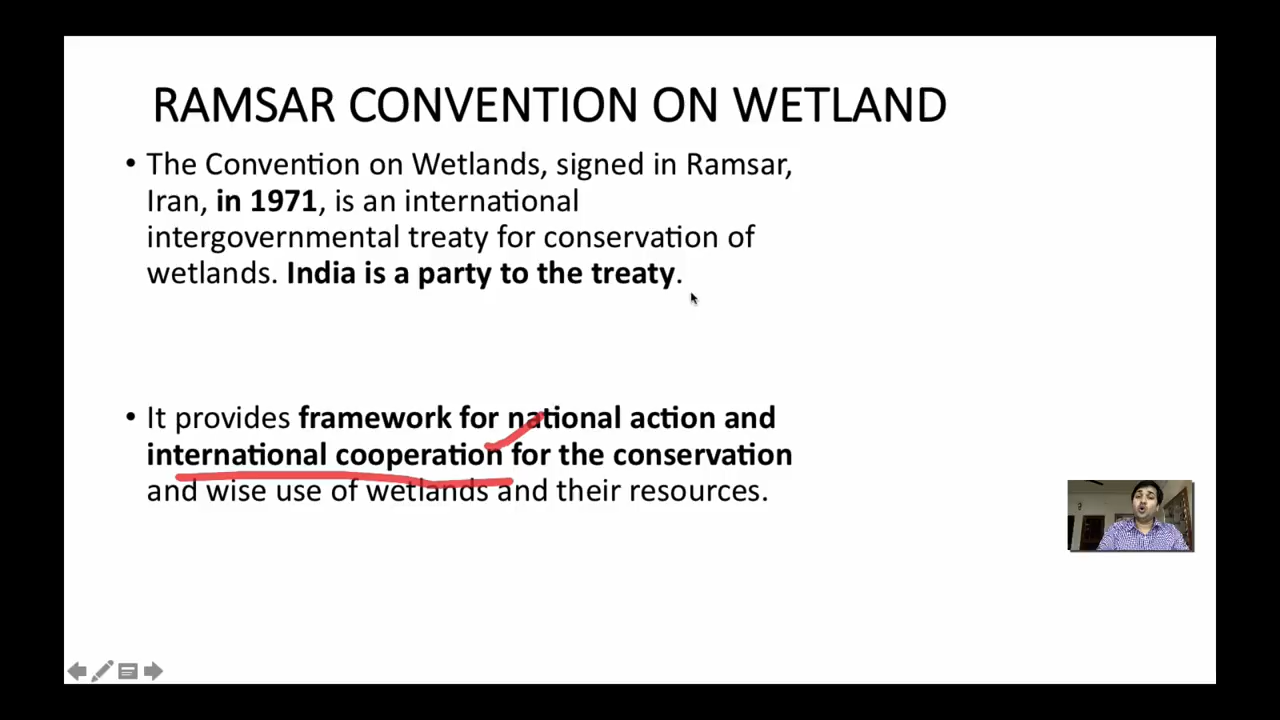 RAMSAR CONVENTION ON WETLAND
• The Convention on Wetlands, signed in Ramsar,
Iran, in 1971, is an international
intergovernmental treaty for conservation of
wetlands. India is a party to the treaty.
• It provides framework for national action and
international cooperation for the conservation
and wise use of wetlands and their resources.